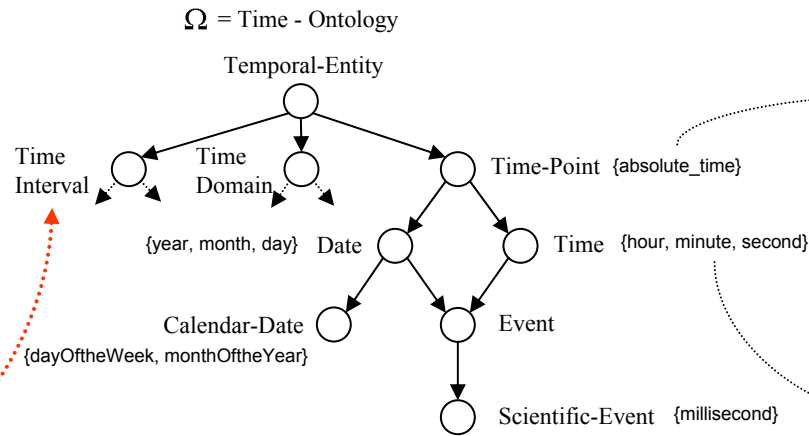 Ω = Time - Ontology
Temporal-Entity
Time
Interval
Time
Domain
Time-Point {absolute_time}
{year, month, day} Date
Time {hour, minute, second}
Calendar-Date
Event
{dayOftheWeek, monthOftheYear}
Scientific-Event {millisecond}